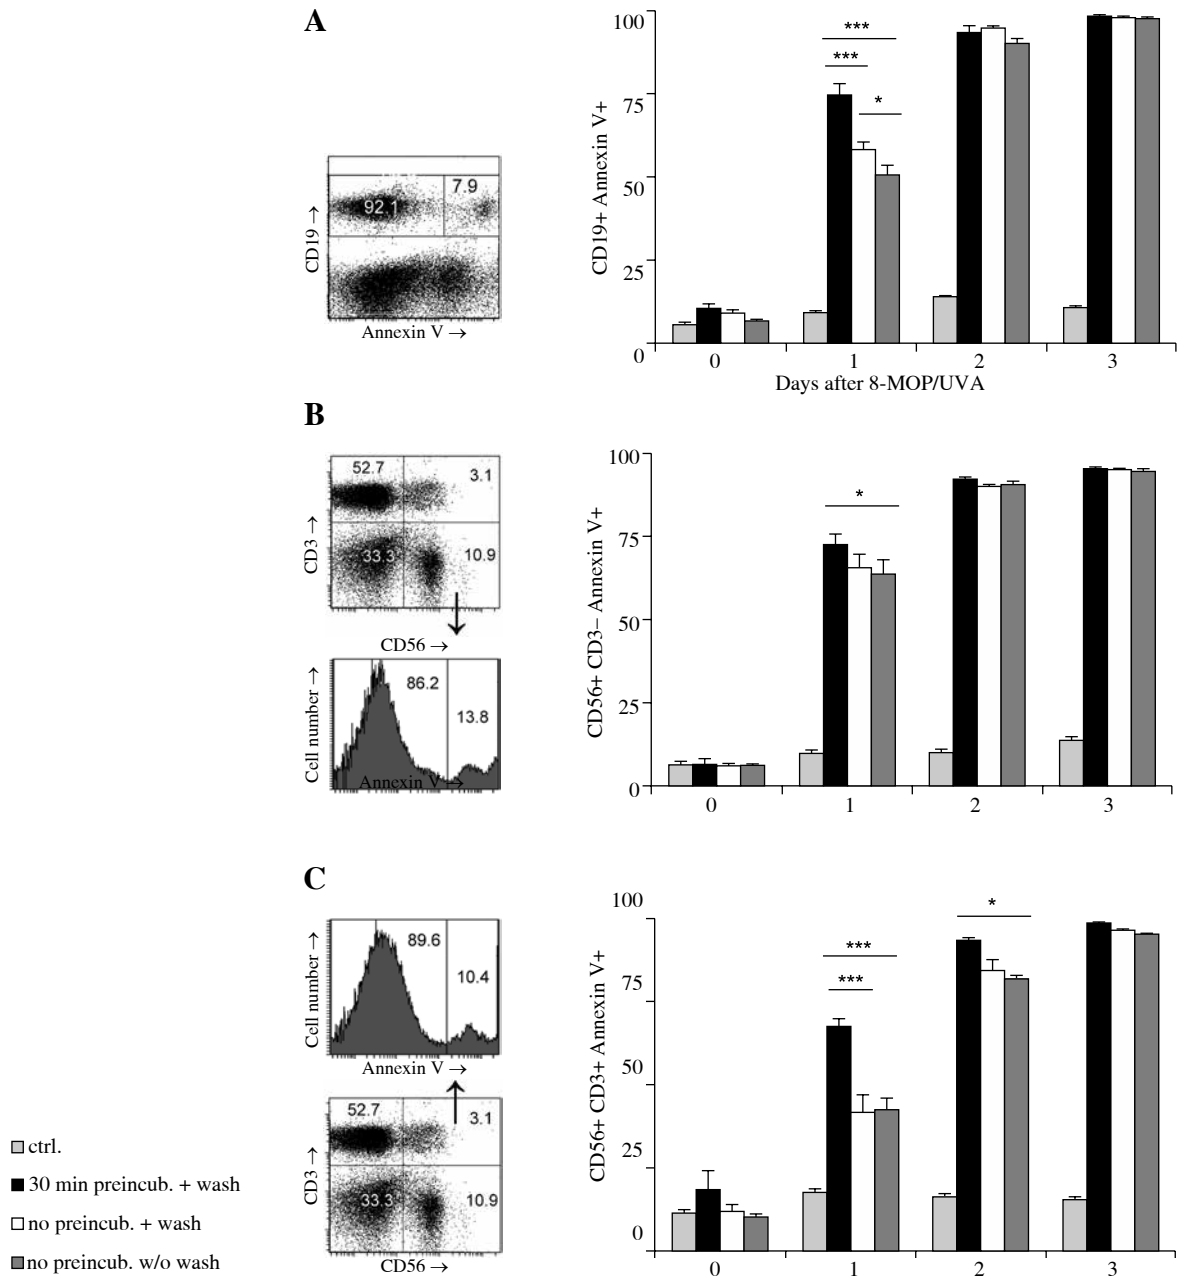 A
CD19 →
92.1
7.9
Annexin V →
CD19+ Annexin V+
100
75
50
25
0
***
***
*
0 1 2 3
Days after 8-MOP/UVA
B
CD3 →
52.7
3.1
33.3
10.9
CD56 →
Cell number →
86.2
13.8
Annexin V →
CD56+ CD3– Annexin V+
100
75
50
25
0
*
0 1 2 3
C
Cell number →
89.6
10.4
Annexin V →
CD3 →
52.7
3.1
33.3
10.9
CD56 →
CD56+ CD3+ Annexin V+
100
75
50
25
0
***
***
*
0 1 2 3
ctrl.
30 min preincub. + wash
no preincub. + wash
no preincub. w/o wash